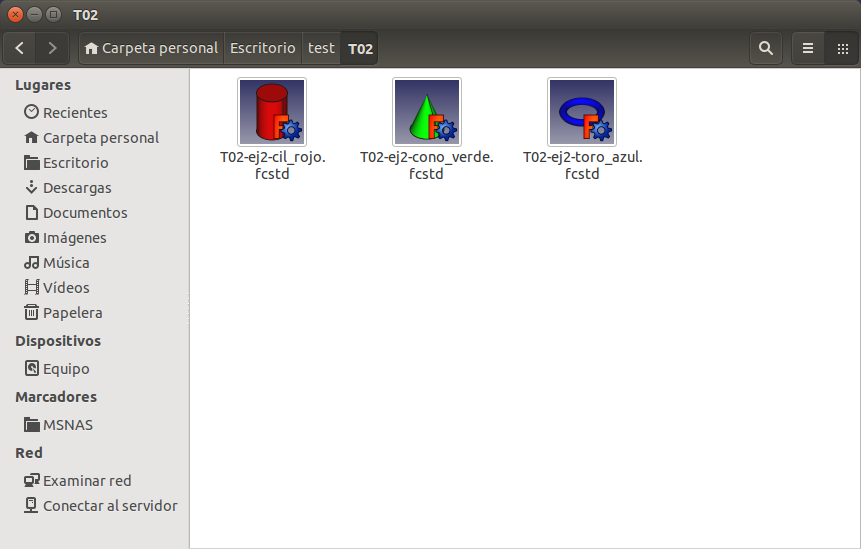 T02
Carpeta personal Escritorio test T02
Lugares
Recientes
Carpeta personal
Escritorio
Descargas
Documentos
Imágenes
Música
Vídeos
Papelera
Dispositivos
Equipo
Marcadores
MSNAS
Red
Examinar red
Conectar al servidor
T02-ej2-cil_rojo.
fcstd
T02-ej2-cono_verde.
fcstd
T02-ej2-toro_azul.
fcstd